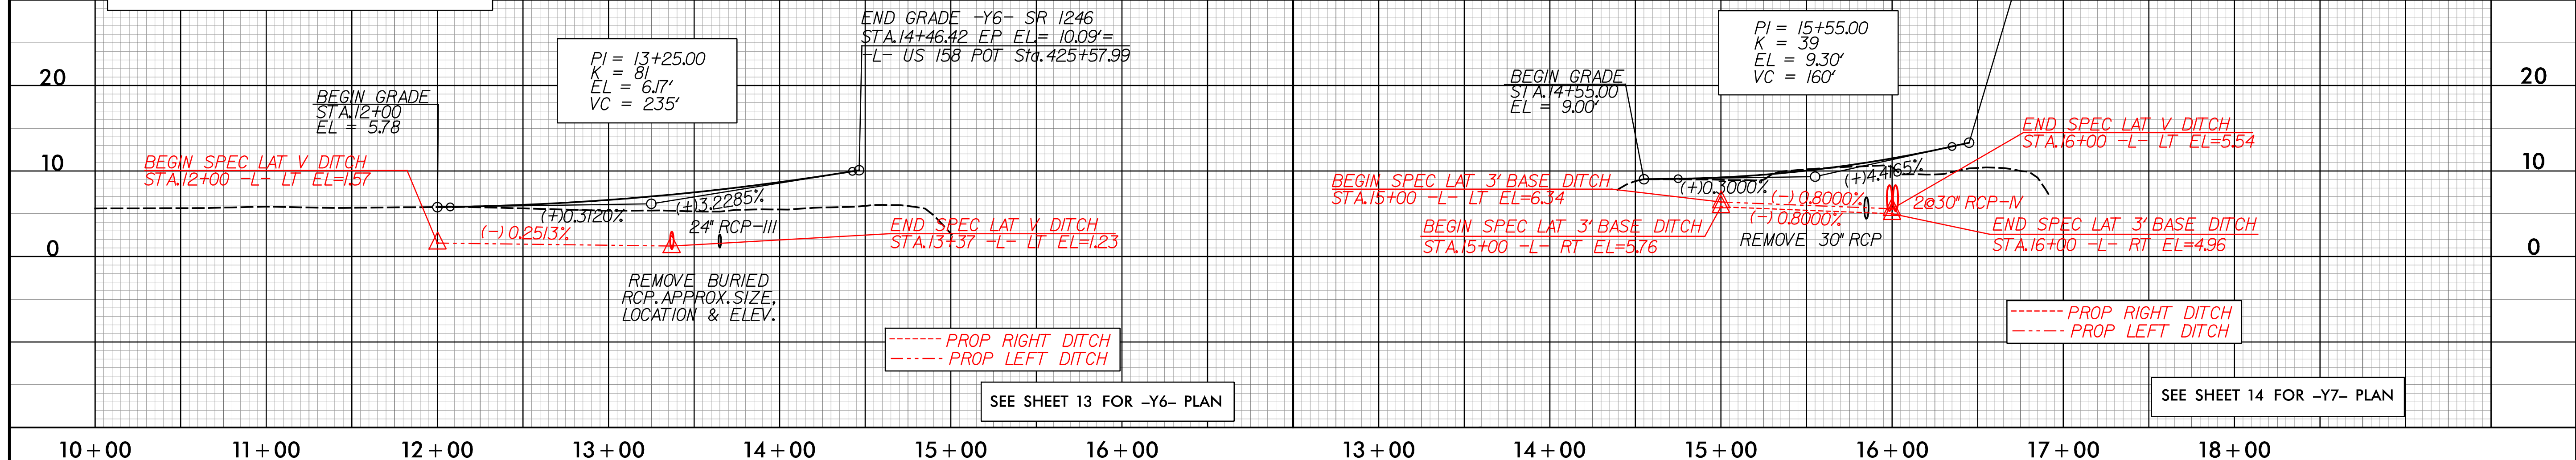 END GRADE -Y6- SR 1246
STA.14+46.42 EP EL= 10.09'=
-L- US 158 POT Sta.425+57.99
PI = 13+25.00
K = 81
EL = 6.17'
VC = 235'
20
BEGIN GRADE
STA.12+00
EL = 5.78
10
BEGIN SPEC LAT V DITCH
STA.12+00 -L- LT EL=1.57
(+)0.3120%
(+)3.2285%
(-)0.2513%
24" RCP-III
END SPEC LAT V DITCH
STA.13+37 -L- LT EL=1.23
0
REMOVE BURIED
RCP.APPROX.SIZE,
LOCATION & ELEV.
PROP RIGHT DITCH
PROP LEFT DITCH
SEE SHEET 13 FOR –Y6– PLAN
10+00
11+00
12+00
13+00
14+00
15+00
16+00
PI = 15+55.00
K = 39
EL = 9.30'
VC = 160'
20
BEGIN GRADE
STA.14+55.00
EL = 9.00'
END SPEC LAT V DITCH
STA.16+00 -L- LT EL=5.54
10
BEGIN SPEC LAT 3' BASE DITCH
STA.15+00 -L- LT EL=6.34
(+)0.3000%
(+)4.4165%
(-)0.8000%
(-)0.8000%
2@30" RCP-IV
BEGIN SPEC LAT 3' BASE DITCH
STA.15+00 -L- RT EL=5.76
REMOVE 30" RCP
END SPEC LAT 3' BASE DITCH
STA.16+00 -L- RT EL=4.96
0
PROP RIGHT DITCH
PROP LEFT DITCH
SEE SHEET 14 FOR –Y7– PLAN
13+00
14+00
15+00
16+00
17+00
18+00